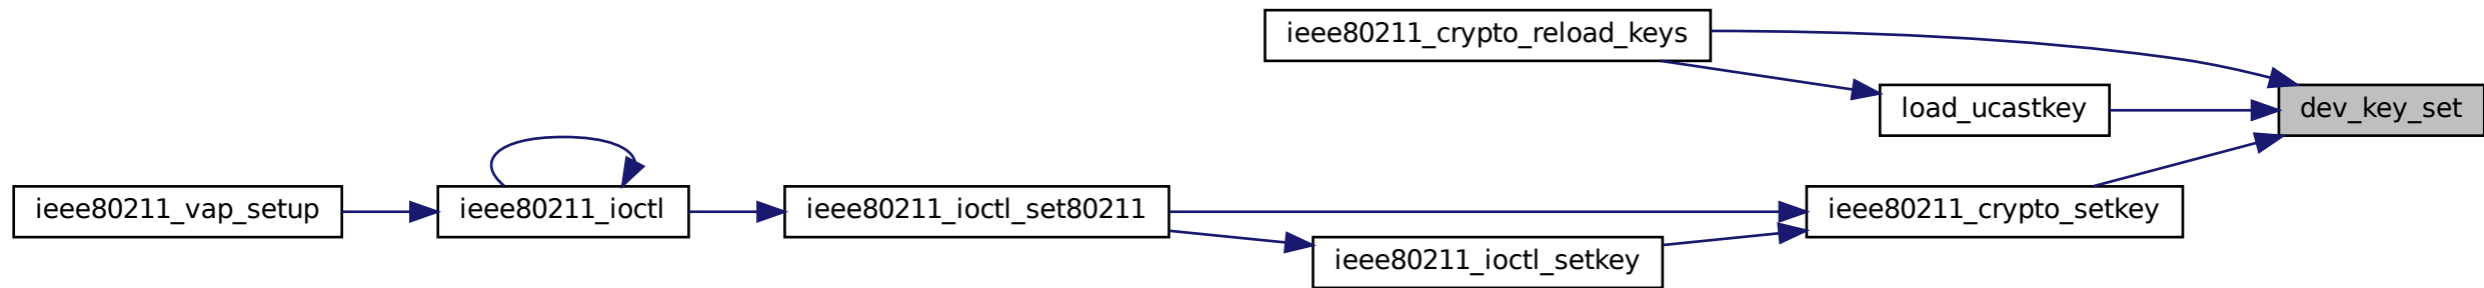 ieee80211_crypto_reload_keys
load_ucastkey
dev_key_set
ieee80211_vap_setup
ieee80211_ioctl
ieee80211_ioctl_set80211
ieee80211_crypto_setkey
ieee80211_ioctl_setkey